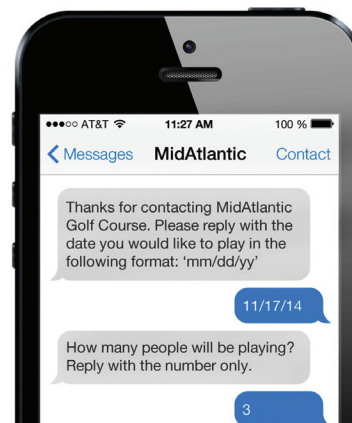 ●●●○○ AT&T 11:27 AM 100 %
Messages MidAtlantic Contact
Thanks for contacting MidAtlantic
Golf Course. Please reply with the
date you would like to play in the
following format: ‘mm/dd/yy’
11/17/14
How many people will be playing?
Reply with the number only.
3